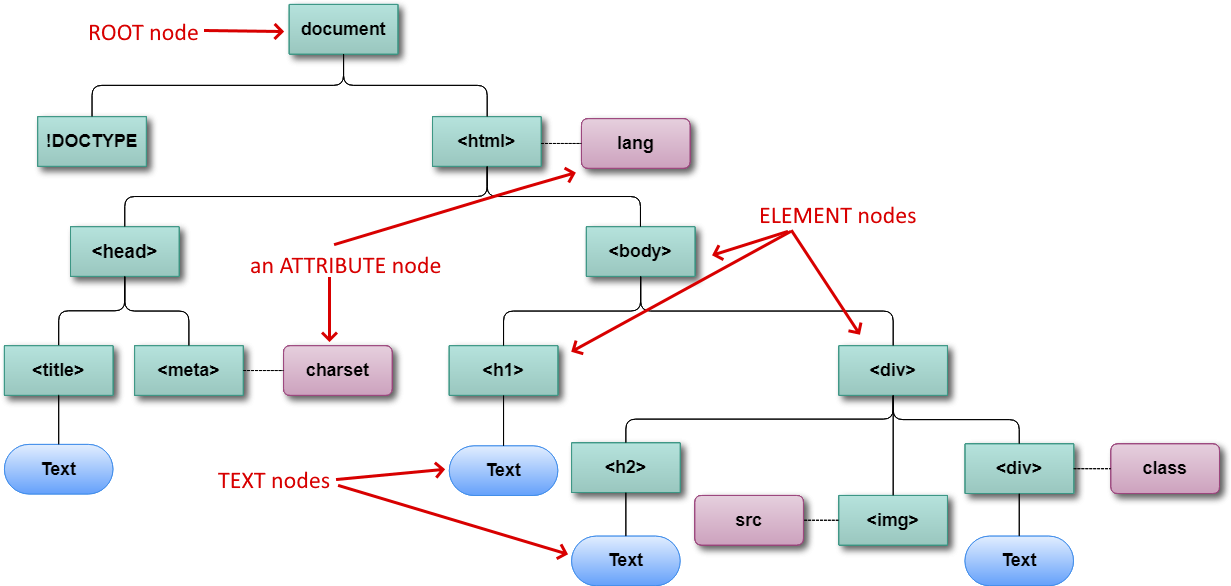 ROOT node
document
!DOCTYPE
<html>
lang
ELEMENT nodes
<head>
an ATTRIBUTE node
<body>
<title>
<meta>
charset
<h1>
<div>
Text
TEXT nodes
Text
<h2>
<div>
class
src
<img>
Text
Text